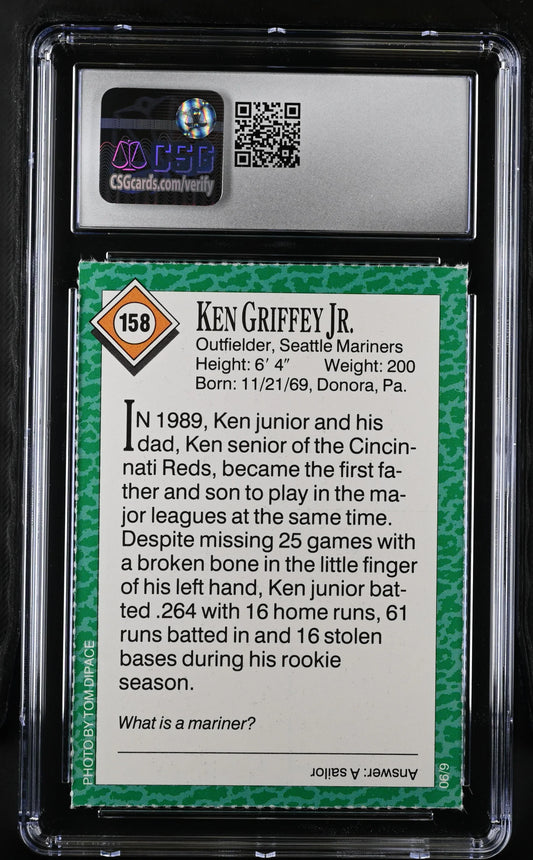 CSG
CSGcards.com/verify
158
KEN GRIFFEY JR.
Outfielder, Seattle Mariners
Height: 6′ 4″ Weight: 200
Born: 11/21/69, Donora, Pa.
IN 1989, Ken junior and his
dad, Ken senior of the Cincin-
nati Reds, became the first fa-
ther and son to play in the ma-
jor leagues at the same time.
Despite missing 25 games with
a broken bone in the little finger
of his left hand, Ken junior bat-
ted .264 with 16 home runs, 61
runs batted in and 16 stolen
bases during his rookie
season.
What is a mariner?
Answer: A sailor
PHOTO BY TOM DIPACE
06/9